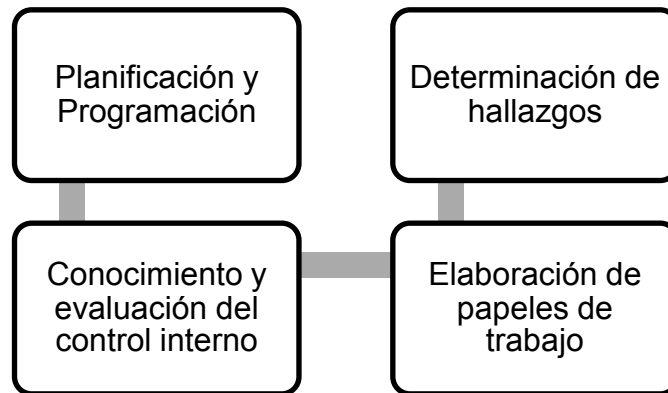 Planificación y
Programación
Conocimiento y
evaluación del
control interno
Elaboración de
papeles de
trabajo
Determinación de
hallazgos